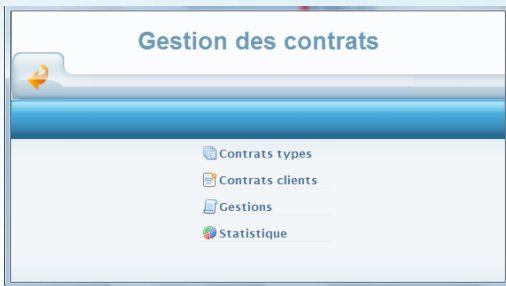 Gestion des contrats
Contrats types
Contrats clients
Gestions
Statistique